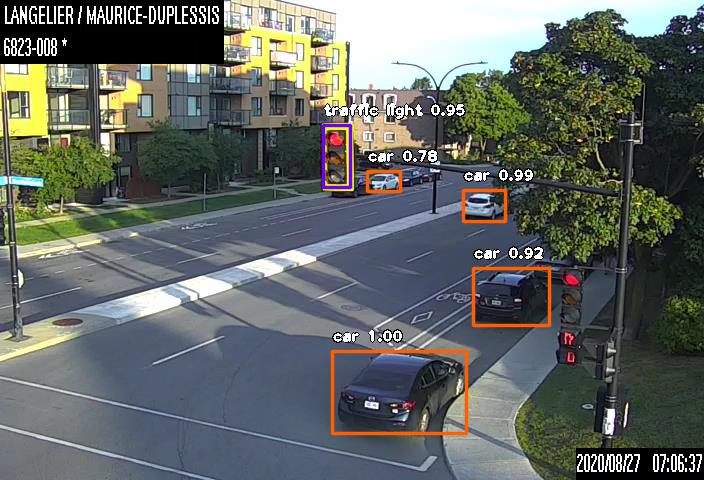 LANGELIER / MAURICE-DUPLESSIS
6823-008 *
traffic light 0.95
car 0.78
car 0.99
car 0.92
car 1.00
2020/08/27 07:06:37